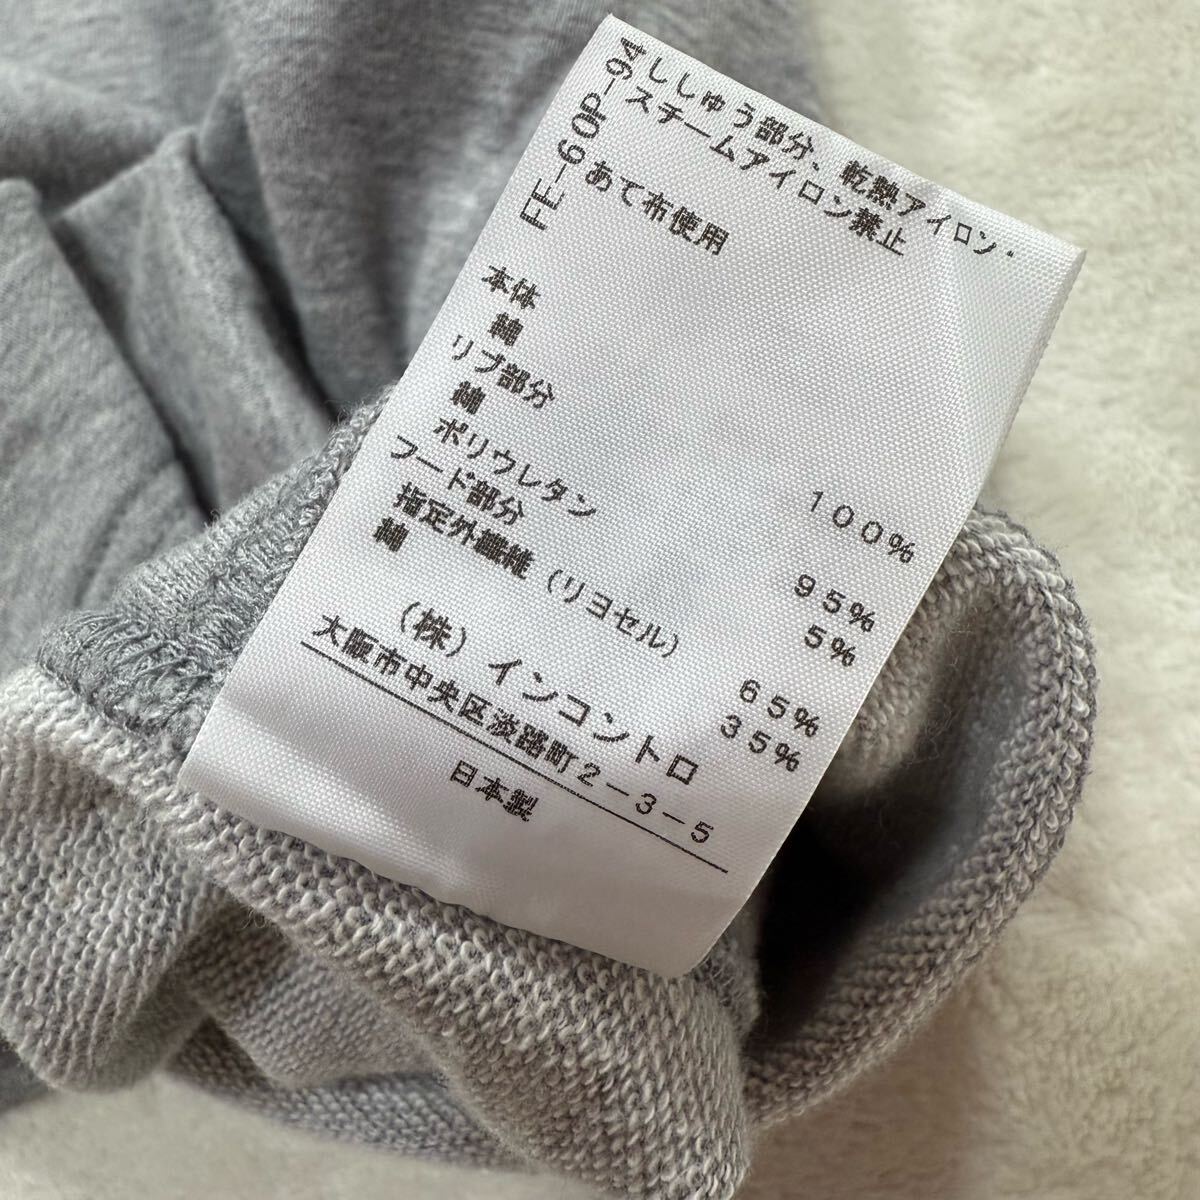 ししゅう部分、乾熱アイロン・
スチームアイロン禁止
あて布使用
FE-60P-94
本体
綿 100%
リブ部分
綿 95%
ポリウレタン 5%
フード部分
指定外繊維(リヨセル) 65%
綿 35%
(株)インコントロ
大阪市中央区淡路町2-3-5
日本製